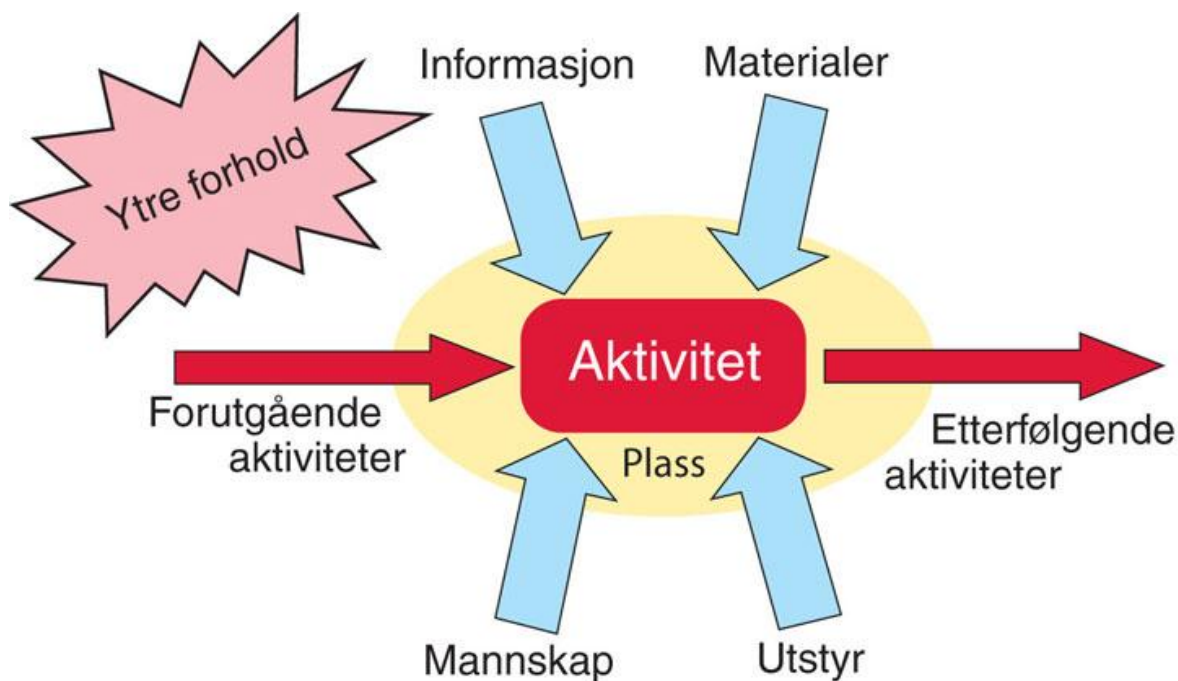 Informasjon
Materialer
Ytre forhold
Aktivitet
Forutgående
aktiviteter
Plass
Etterfølgende
aktiviteter
Mannskap
Utstyr